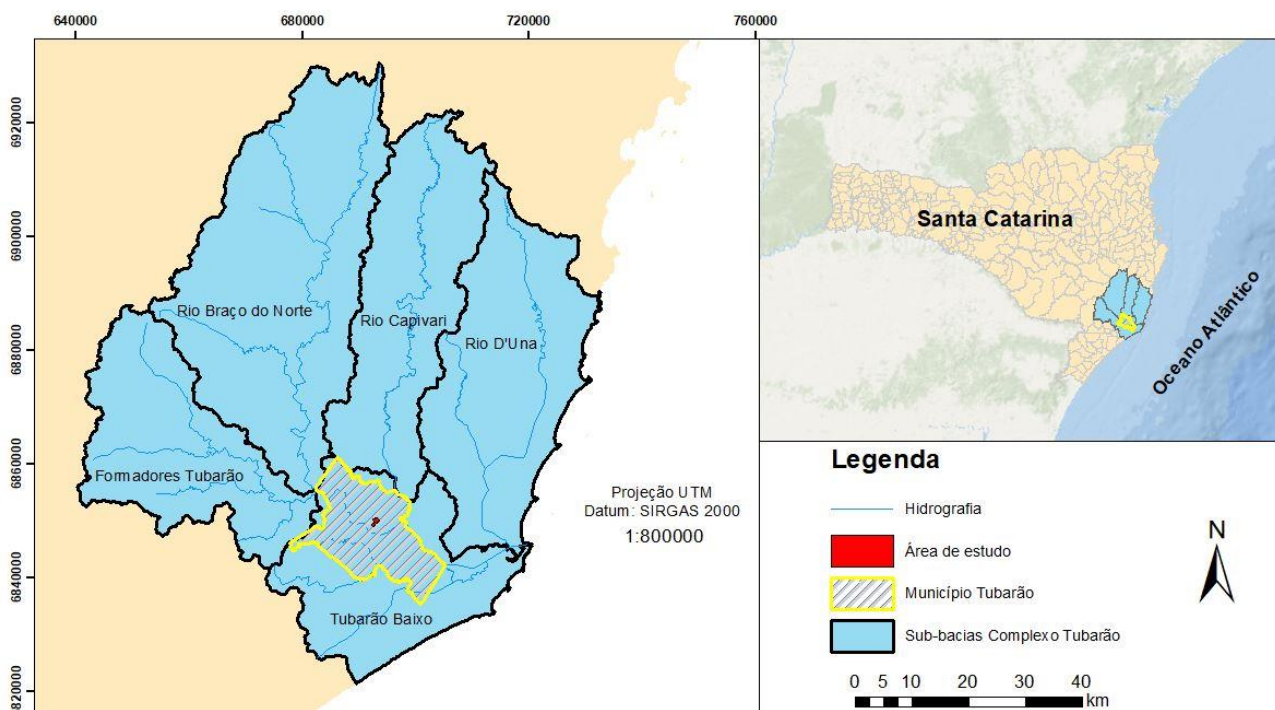 640000
680000
720000
760000
6920000
6900000
6880000
6860000
6840000
820000
Rio Braço do Norte
Rio Capivari
Rio D'Una
Formadores Tubarão
Tubarão Baixo
Projeção UTM
Datum: SIRGAS 2000
1:800000
Santa Catarina
Oceano Atlântico
Legenda
Hidrografia
Área de estudo
Município Tubarão
Sub-bacias Complexo Tubarão
N
0 5 10 20 30 40
km